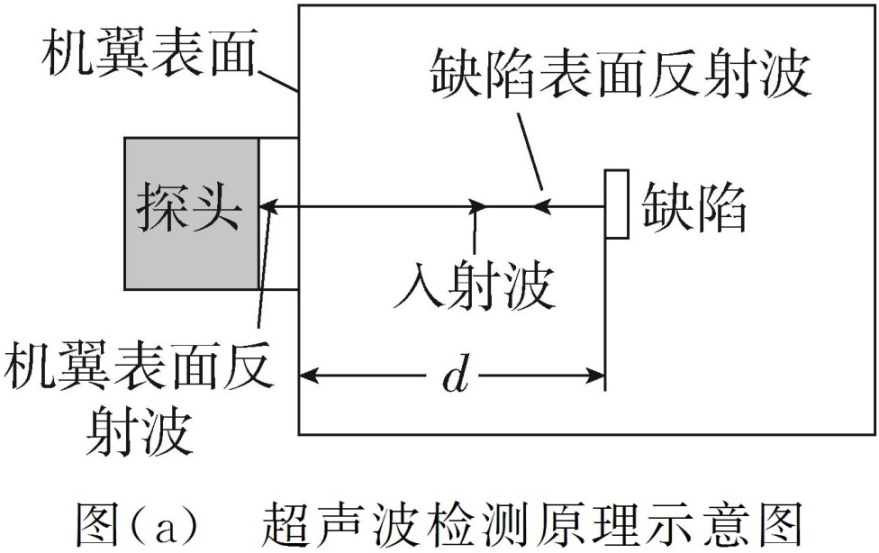 机翼表面
缺陷表面反射波
探头
缺陷
入射波
机翼表面反
射波
d
图(a) 超声波检测原理示意图